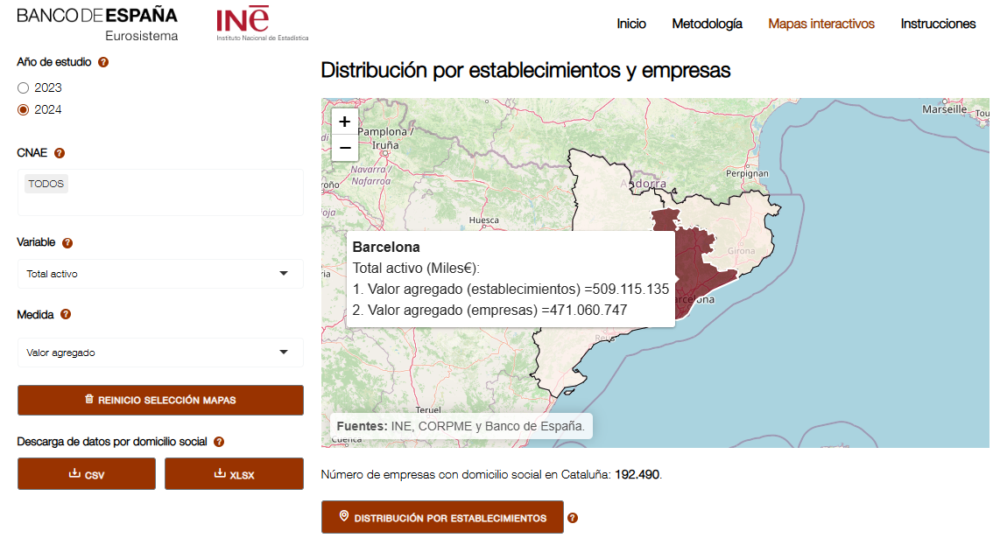 BANCO DE ESPAÑA
Eurosistema
INe
Instituto Nacional de Estadística
Inicio
Metodología
Mapas interactivos
Instrucciones
Año de estudio ?
2023
2024
CNAE ?
TODOS
Variable ?
Total activo
Medida ?
Valor agregado
REINICIO SELECCIÓN MAPAS
Descarga de datos por domicilio social ?
CSV
XLSX
Distribución por establecimientos y empresas
+
−
Marseille
Pamplona /
Iruña
Navarra /
Nafarroa
Andorra
Perpignan
Huesca
Girona
Barcelona
Total activo (Miles€):
1. Valor agregado (establecimientos) =509.115.135
2. Valor agregado (empresas) =471.060.747
arcelona
Reus
Teruel
Fuentes: INE, CORPME y Banco de España.
Cuenca
Número de empresas con domicilio social en Cataluña: 192.490.
DISTRIBUCIÓN POR ESTABLECIMIENTOS ?